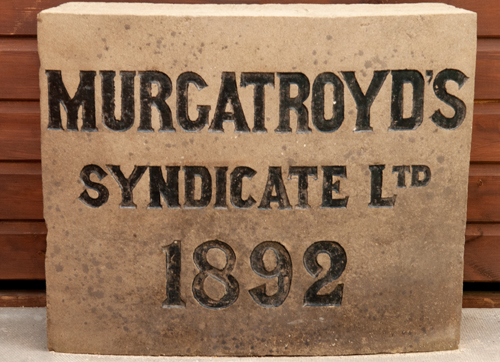 MURGATROYD'S
SYNDICATE LTD
1892